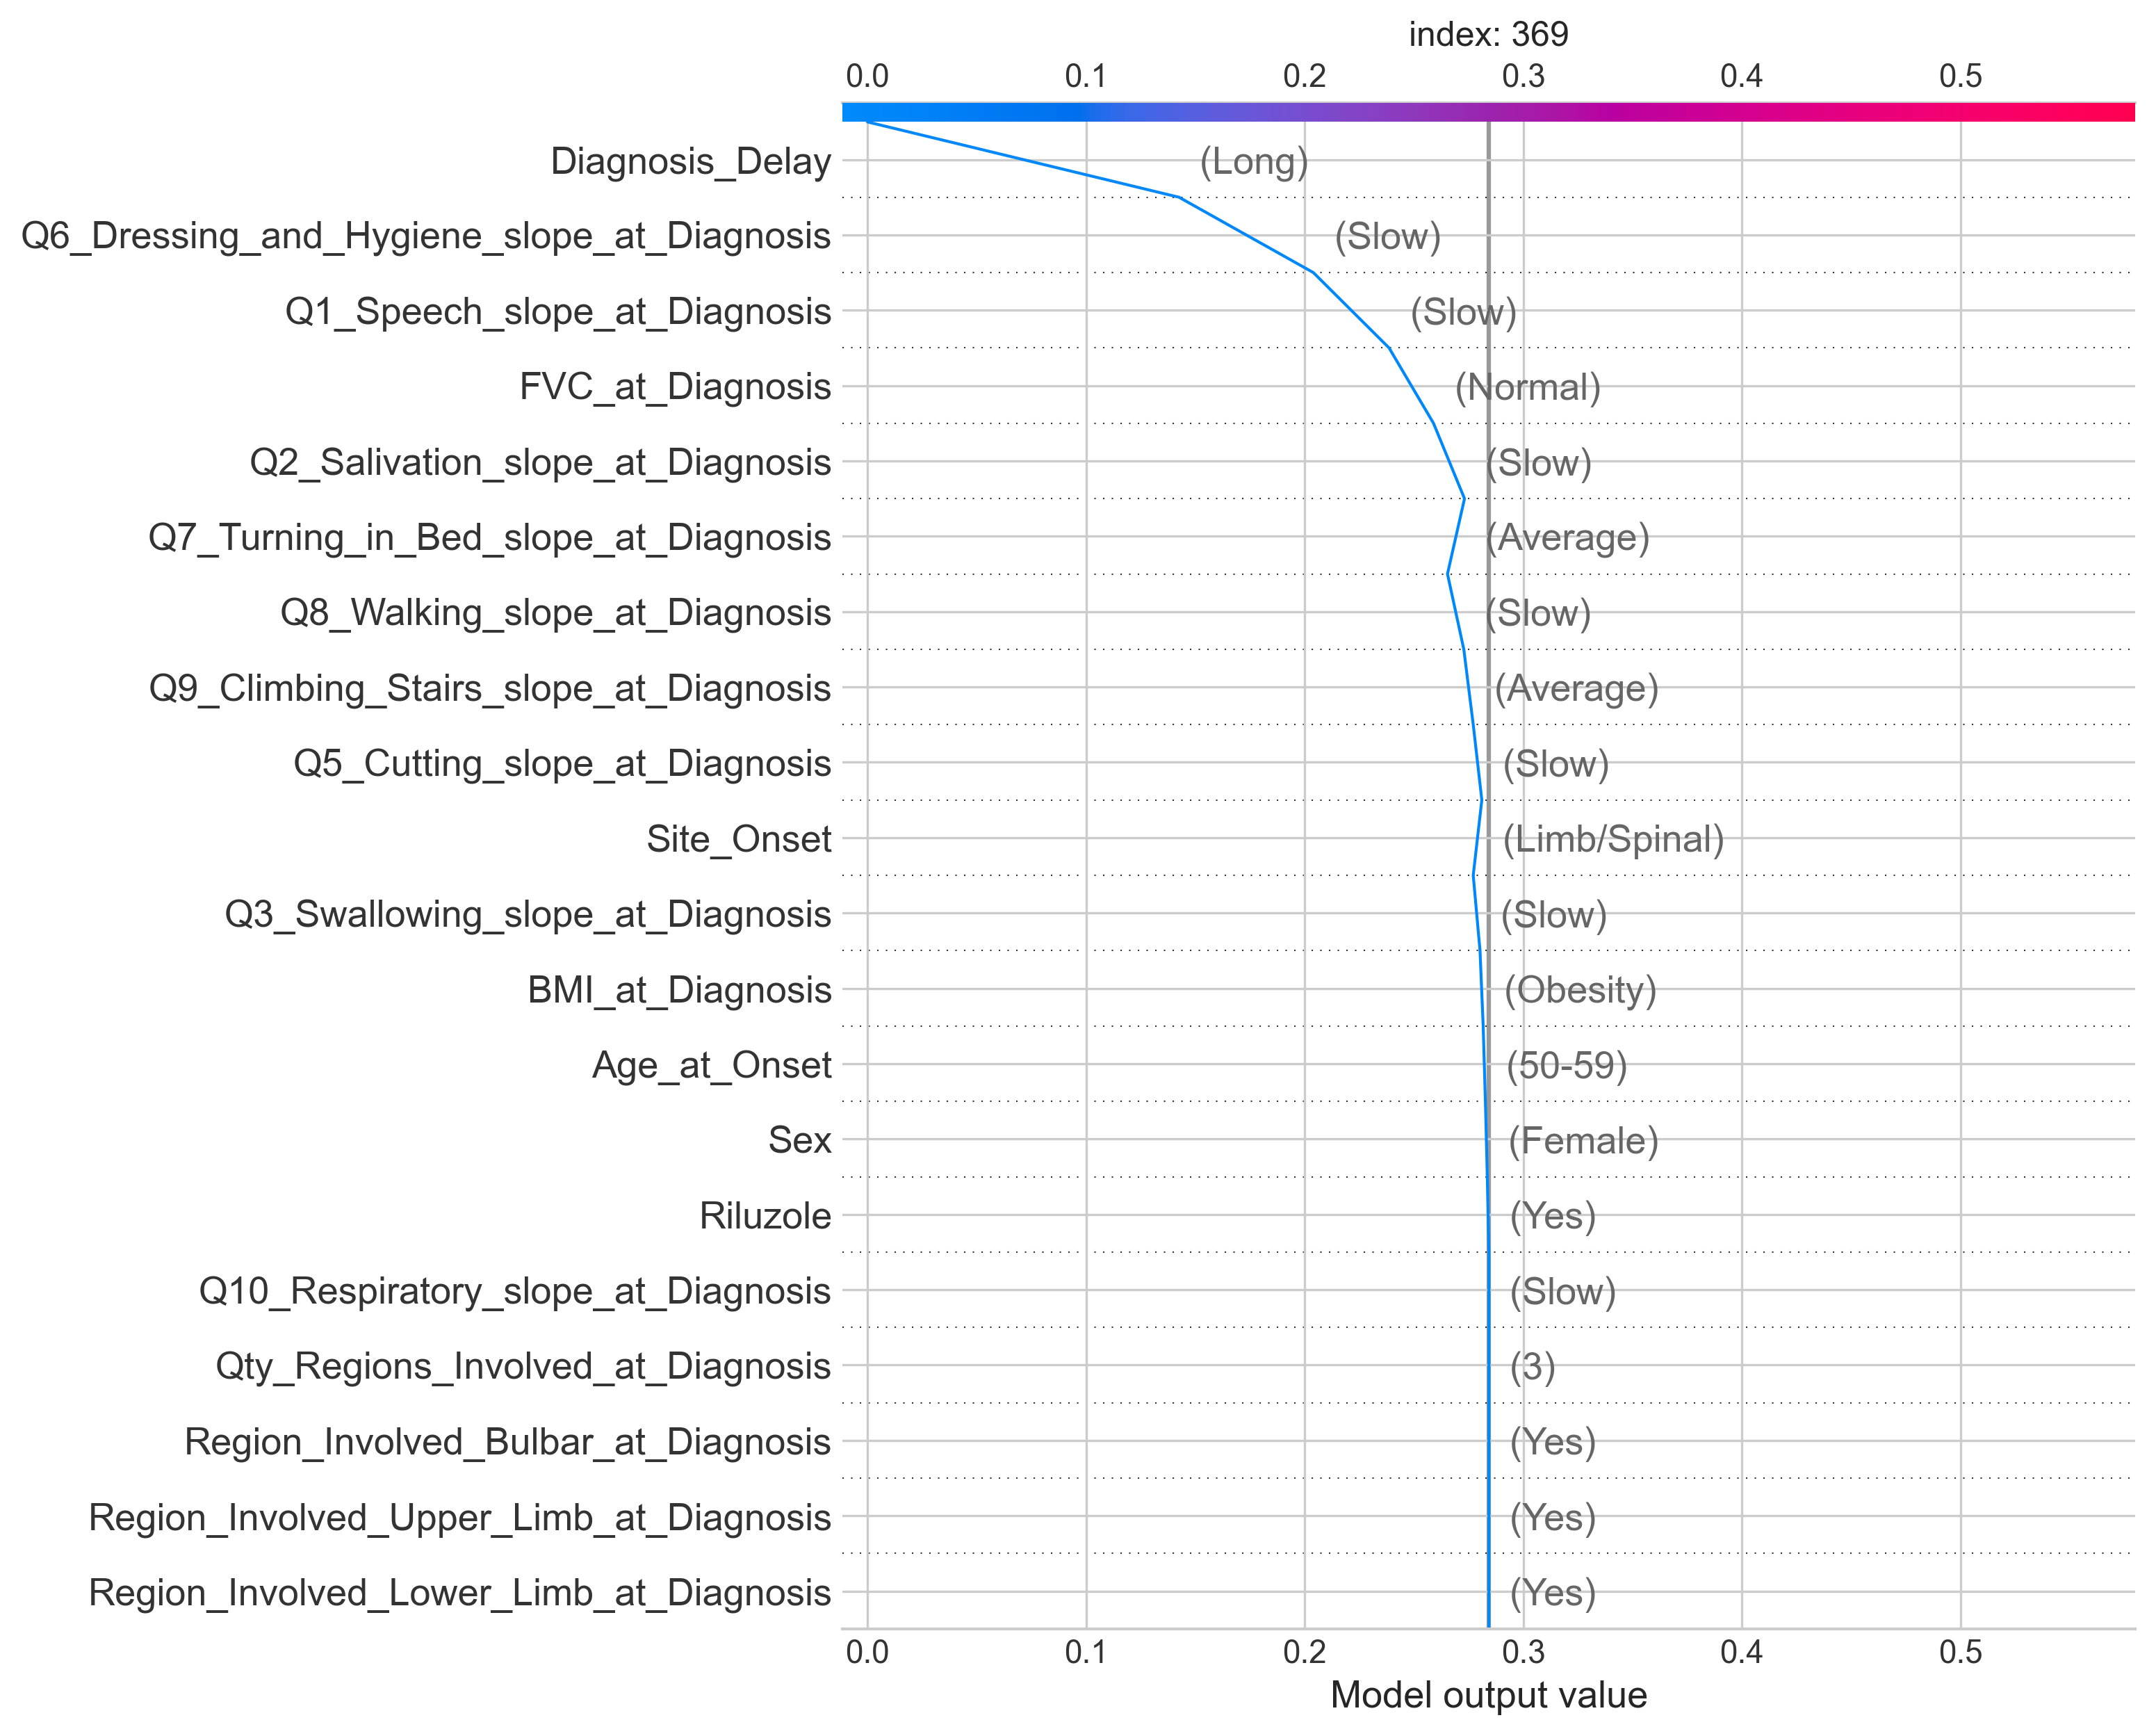 index: 369
0.0 0.1 0.2 0.3 0.4 0.5
Diagnosis_Delay (Long)
Q6_Dressing_and_Hygiene_slope_at_Diagnosis (Slow)
Q1_Speech_slope_at_Diagnosis (Slow)
FVC_at_Diagnosis (Normal)
Q2_Salivation_slope_at_Diagnosis (Slow)
Q7_Turning_in_Bed_slope_at_Diagnosis (Average)
Q8_Walking_slope_at_Diagnosis (Slow)
Q9_Climbing_Stairs_slope_at_Diagnosis (Average)
Q5_Cutting_slope_at_Diagnosis (Slow)
Site_Onset (Limb/Spinal)
Q3_Swallowing_slope_at_Diagnosis (Slow)
BMI_at_Diagnosis (Obesity)
Age_at_Onset (50-59)
Sex (Female)
Riluzole (Yes)
Q10_Respiratory_slope_at_Diagnosis (Slow)
Qty_Regions_Involved_at_Diagnosis (3)
Region_Involved_Bulbar_at_Diagnosis (Yes)
Region_Involved_Upper_Limb_at_Diagnosis (Yes)
Region_Involved_Lower_Limb_at_Diagnosis (Yes)
0.0 0.1 0.2 0.3 0.4 0.5
Model output value